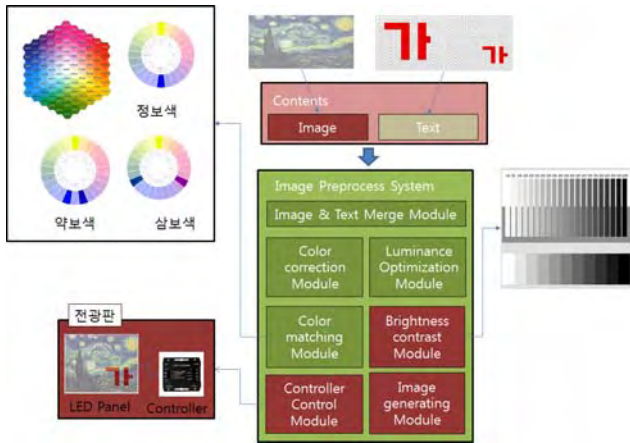 가
가
Contents
Image
Text
정보색
약보색
삼보색
Image Preprocess System
Image & Text Merge Module
Color
correction
Module
Luminance
Optimization
Module
Color
matching
Module
Brightness
contrast
Module
Controller
Control Module
Image
generating Module
전광판
가
LED Panel
Controller